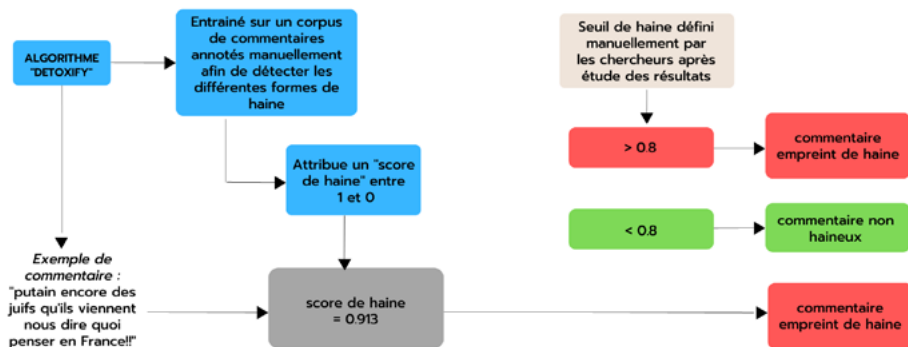 ALGORITHME
"DETOXIFY"
Entrainé sur un corpus
de commentaires
annotés manuellement
afin de détecter les
différentes formes de
haine
Attribue un "score
de haine" entre
1 et 0
Exemple de
commentaire :
"putain encore des
juifs qu'ils viennent
nous dire quoi
penser en France!!"
score de haine
= 0.913
Seuil de haine défini
manuellement par
les chercheurs après
étude des résultats
> 0.8
commentaire
empreint de haine
< 0.8
commentaire non
haineux
commentaire
empreint de haine